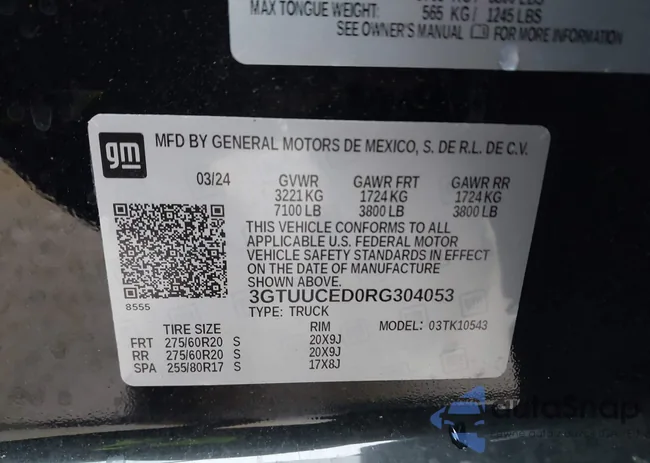 MAX TONGUE WEIGHT: 565 KG / 1245 LBS
SEE OWNER'S MANUAL FOR MORE INFORMATION
gm
MFD BY GENERAL MOTORS DE MEXICO, S. DE R.L. DE C.V.
03/24 GVWR GAWR FRT GAWR RR
3221 KG 1724 KG 1724 KG
7100 LB 3800 LB 3800 LB
THIS VEHICLE CONFORMS TO ALL
APPLICABLE U.S. FEDERAL MOTOR
VEHICLE SAFETY STANDARDS IN EFFECT
ON THE DATE OF MANUFACTURE
SHOWN ABOVE.
8555
3GTUUCED0RG304053
TYPE: TRUCK
TIRE SIZE RIM MODEL: 03TK10543
FRT 275/60R20 S 20X9J
RR 275/60R20 S 20X9J
SPA 255/80R17 S 17X8J
autoSnap